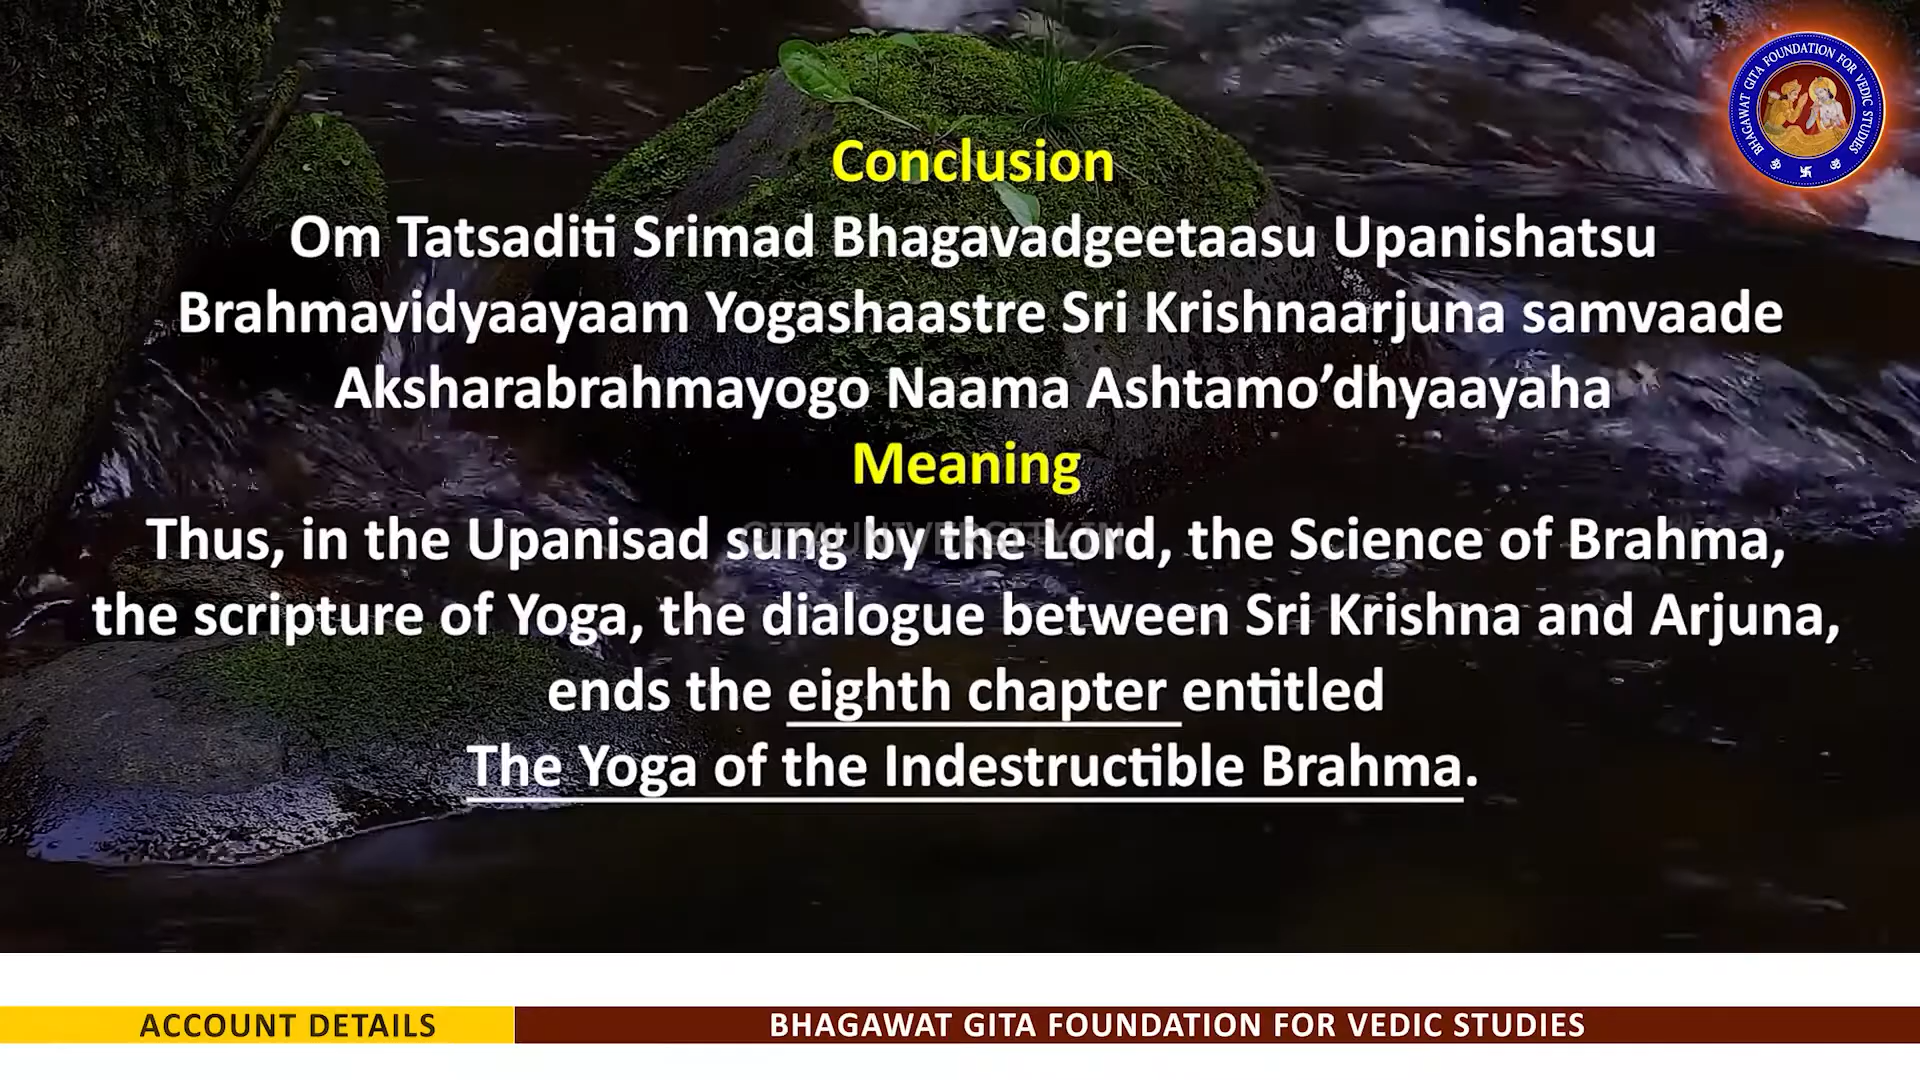 BHAGAWAT GITA FOUNDATION FOR VEDIC STUDIES
Conclusion
Om Tatsaditi Srimad Bhagavadgeetaasu Upanishatsu
Brahmavidyaayaam Yogashaastre Sri Krishnaarjuna samvaade
Aksharabrahmayogo Naama Ashtamo’dhyaayaha
Meaning
GITAUNIVERSITY.IN
Thus, in the Upanisad sung by the Lord, the Science of Brahma,
the scripture of Yoga, the dialogue between Sri Krishna and Arjuna,
ends the eighth chapter entitled
The Yoga of the Indestructible Brahma.
ACCOUNT DETAILS
BHAGAWAT GITA FOUNDATION FOR VEDIC STUDIES